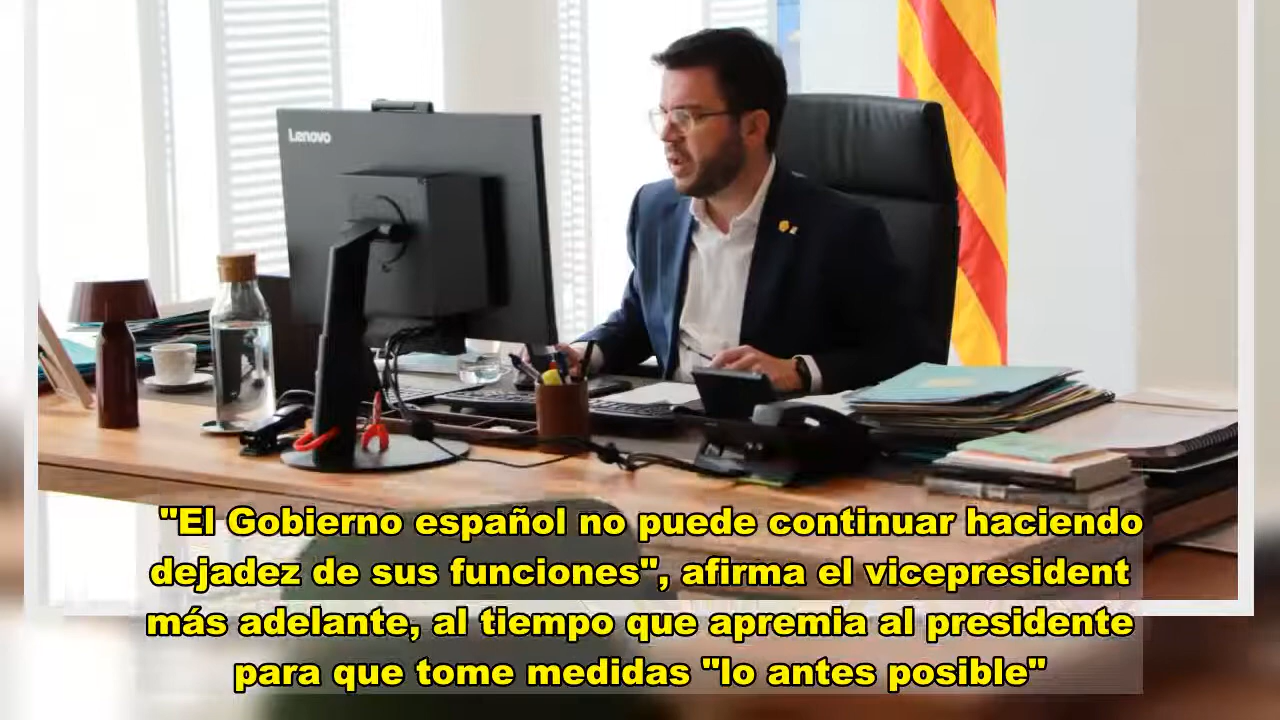 Lenovo
"El Gobierno español no puede continuar haciendo
dejadez de sus funciones", afirma el vicepresident
más adelante, al tiempo que apremia al presidente
para que tome medidas "lo antes posible"